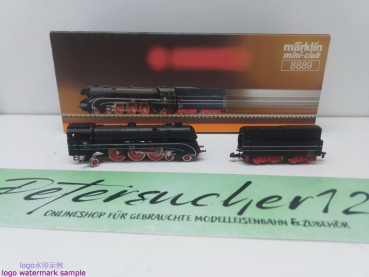 märklin
mini-club
8889
Petersucher12
ONLINESHOP FÜR GEBRAUCHTE MODELLEISENBAHN & ZUBEHÖR
logo水印示例
logo watermark sample